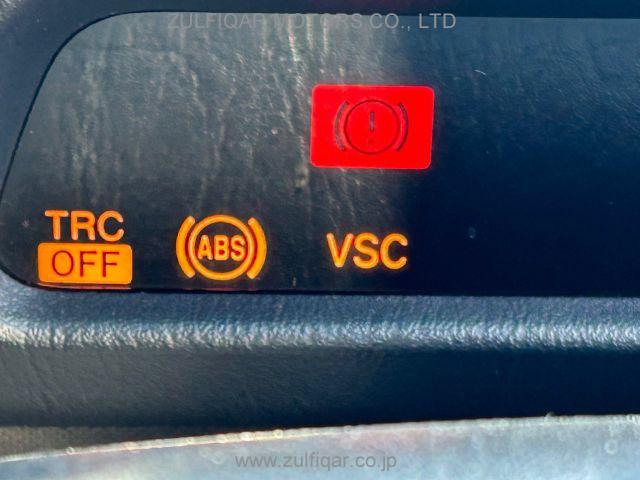 ZULFIQAR MOTORS CO., LTD
!
TRC
OFF
ABS
VSC
www.zulfiqar.co.jp